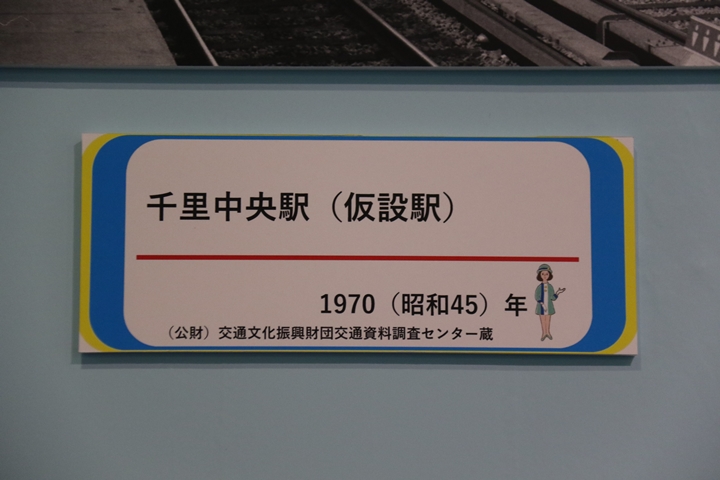 千里中央駅（仮設駅）
1970（昭和45）年
（公財）交通文化振興財団交通資料調査センター蔵